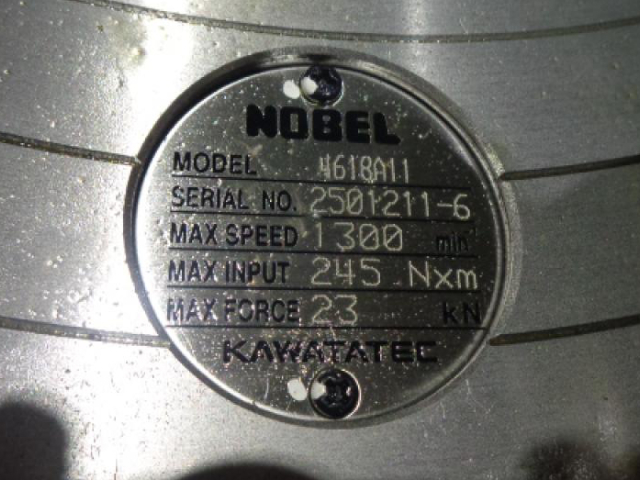 NOBEL
MODEL 4618A11
SERIAL NO. 2501211-6
MAX SPEED 1300 min⁻¹
MAX INPUT 245 Nxm
MAX FORCE 23 kN
KAWATATEC